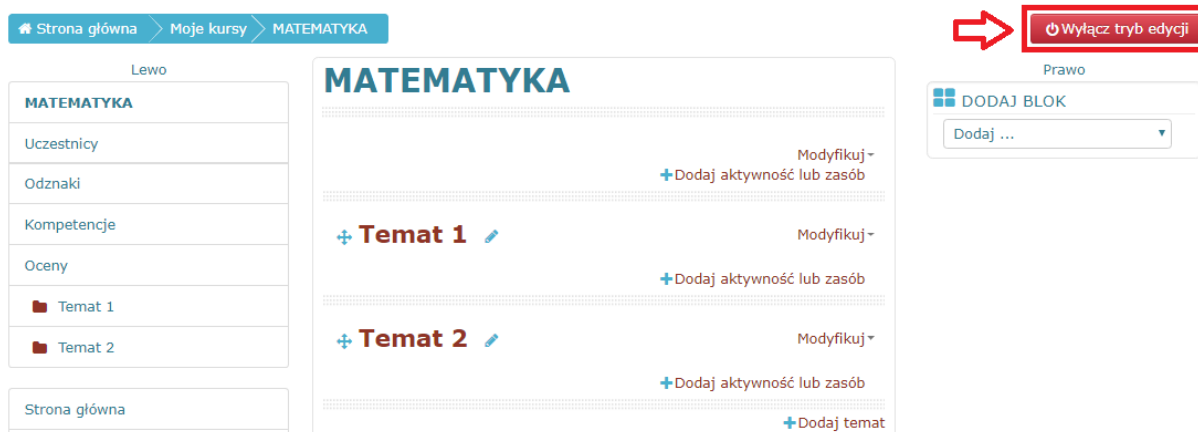 Strona główna Moje kursy MATEMATYKA
Wyłącz tryb edycji
Lewo
MATEMATYKA
Uczestnicy
Odznaki
Kompetencje
Oceny
Temat 1
Temat 2
Strona główna
MATEMATYKA
Modyfikuj
Dodaj aktywność lub zasób
Temat 1
Modyfikuj
Dodaj aktywność lub zasób
Temat 2
Modyfikuj
Dodaj aktywność lub zasób
Dodaj temat
Prawo
DODAJ BLOK
Dodaj ...